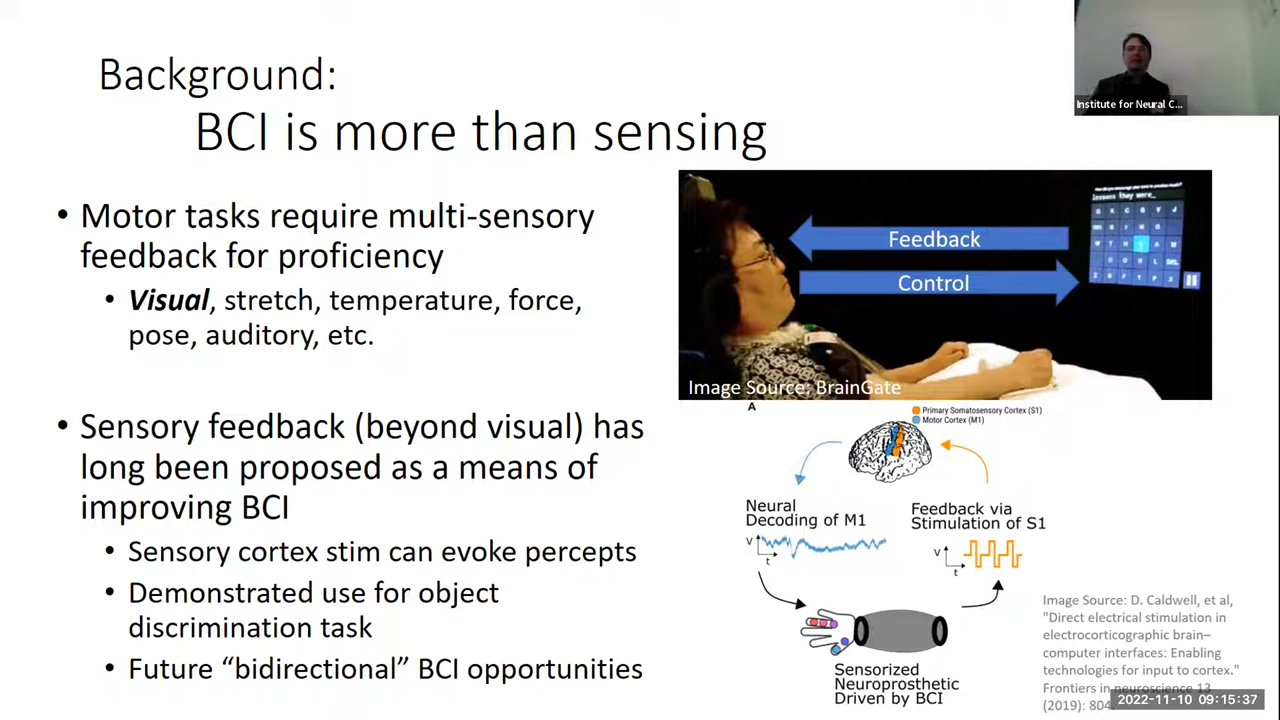 Background:
BCI is more than sensing
Institute for Neural C...
• Motor tasks require multi-sensory
feedback for proficiency
• Visual, stretch, temperature, force,
pose, auditory, etc.
• Sensory feedback (beyond visual) has
long been proposed as a means of
improving BCI
• Sensory cortex stim can evoke percepts
• Demonstrated use for object
discrimination task
• Future “bidirectional” BCI opportunities
lessons they were_
Feedback
Control
Image Source: BrainGate
A
Primary Somatosensory Cortex (S1)
Motor Cortex (M1)
Neural
Decoding of M1
V
t
Feedback via
Stimulation of S1
V
t
Sensorized
Neuroprosthetic
Driven by BCI
Image Source: D. Caldwell, et al,
"Direct electrical stimulation in
electrocorticographic brain–
computer interfaces: Enabling
technologies for input to cortex."
Frontiers in neuroscience 13
(2019): 804.
2022-11-10 09:15:37